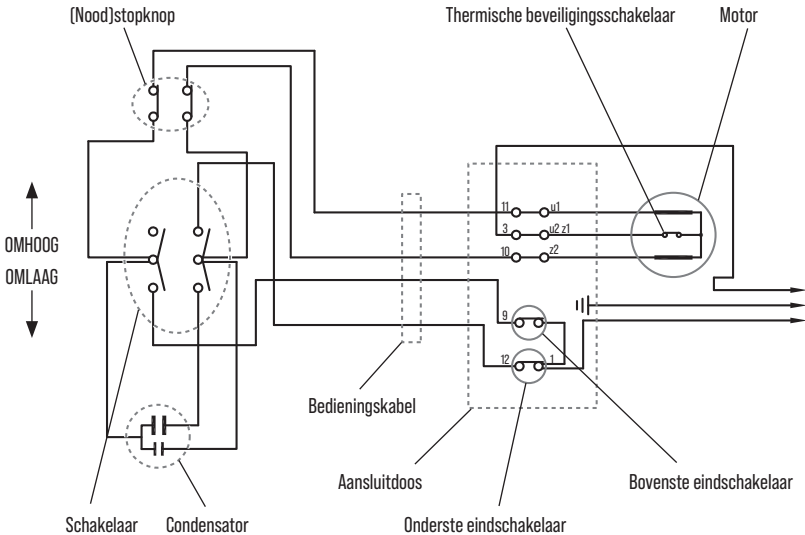 (Nood)stopknop
Thermische beveiligingsschakelaar
Motor
OMHOOG
OMLAAG
11 u1
3 u2 z1
10 z2
9
12 1
Bedieningskabel
Aansluitdoos
Bovenste eindschakelaar
Schakelaar
Condensator
Onderste eindschakelaar